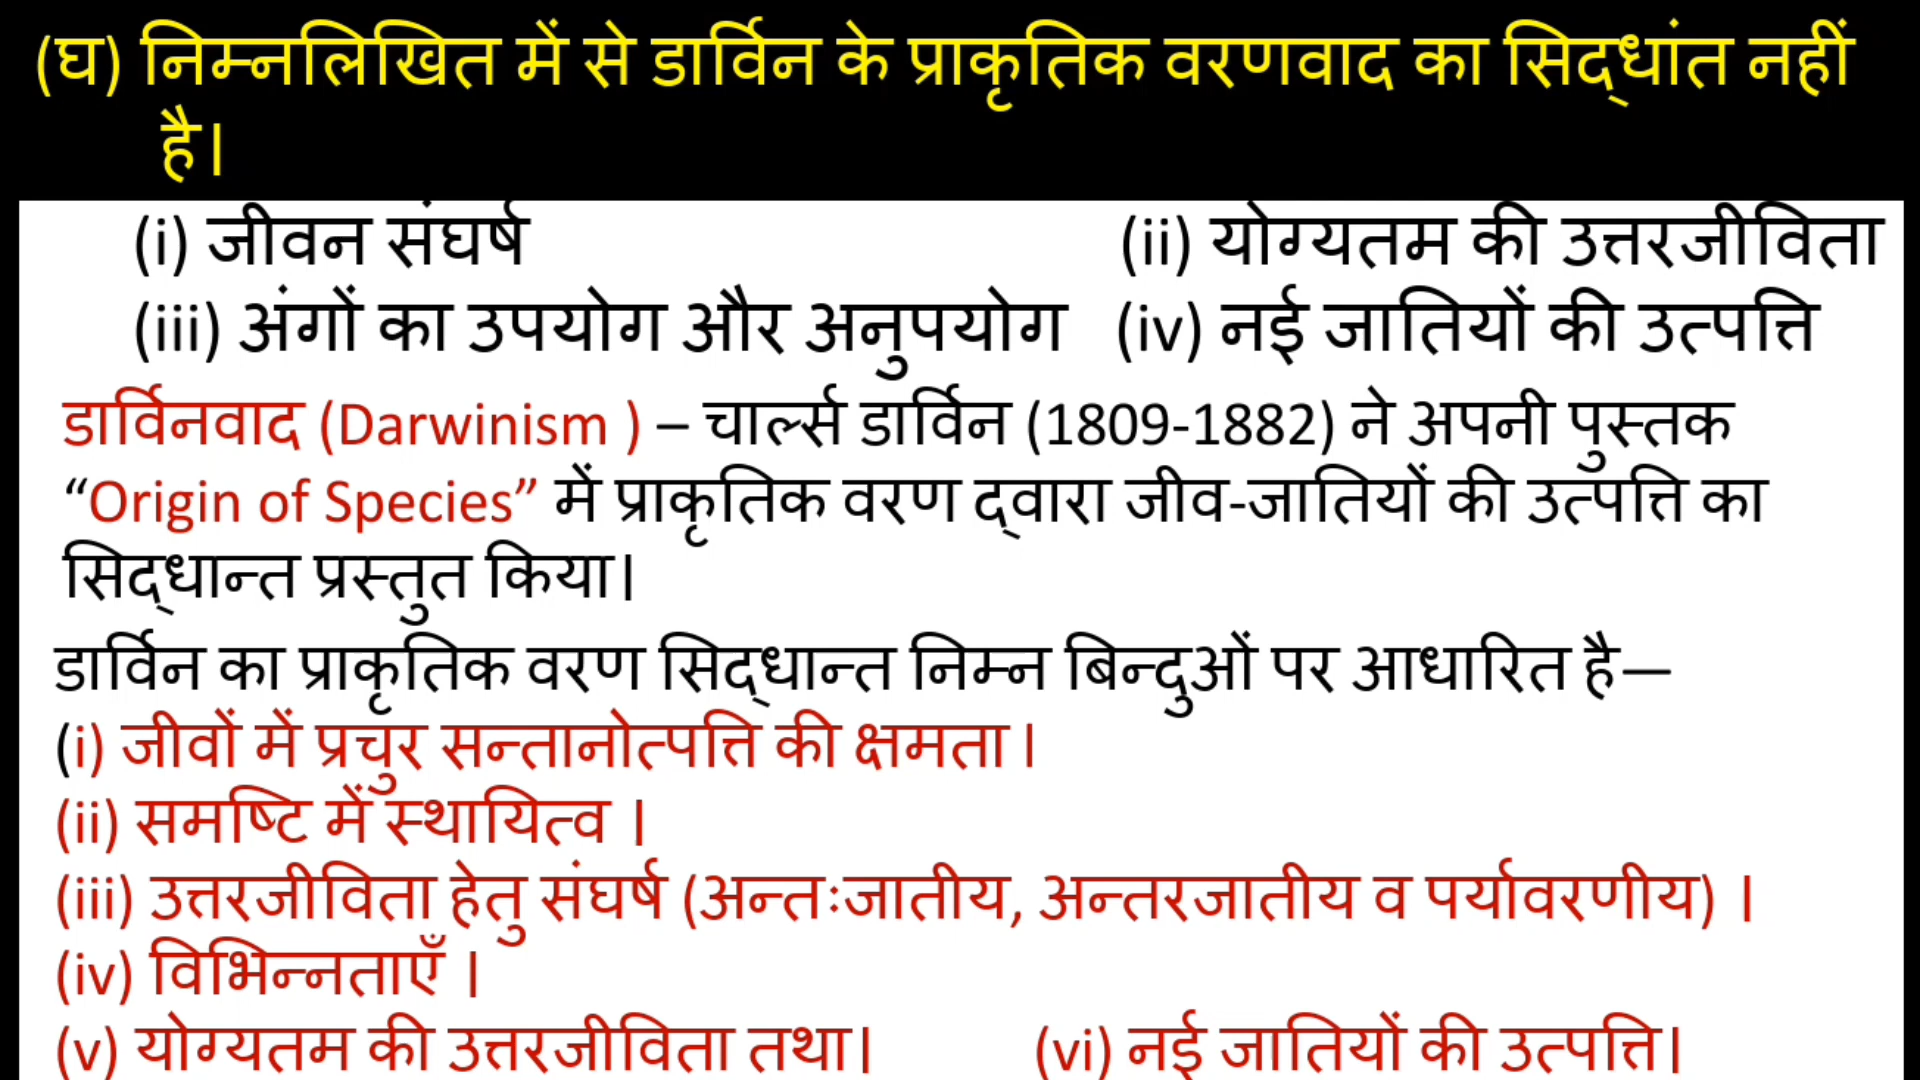 (घ) निम्नलिखित में से डार्विन के प्राकृतिक वरणवाद का सिद्धांत नहीं
है।
(i) जीवन संघर्ष (ii) योग्यतम की उत्तरजीविता
(iii) अंगों का उपयोग और अनुपयोग (iv) नई जातियों की उत्पत्ति
डार्विनवाद (Darwinism ) – चार्ल्स डार्विन (1809-1882) ने अपनी पुस्तक
“Origin of Species” में प्राकृतिक वरण द्वारा जीव-जातियों की उत्पत्ति का
सिद्धान्त प्रस्तुत किया।
डार्विन का प्राकृतिक वरण सिद्धान्त निम्न बिन्दुओं पर आधारित है—
(i) जीवों में प्रचुर सन्तानोत्पत्ति की क्षमता।
(ii) समष्टि में स्थायित्व ।
(iii) उत्तरजीविता हेतु संघर्ष (अन्तःजातीय, अन्तरजातीय व पर्यावरणीय) ।
(iv) विभिन्नताएँ ।
(v) योग्यतम की उत्तरजीविता तथा। (vi) नई जातियों की उत्पत्ति।